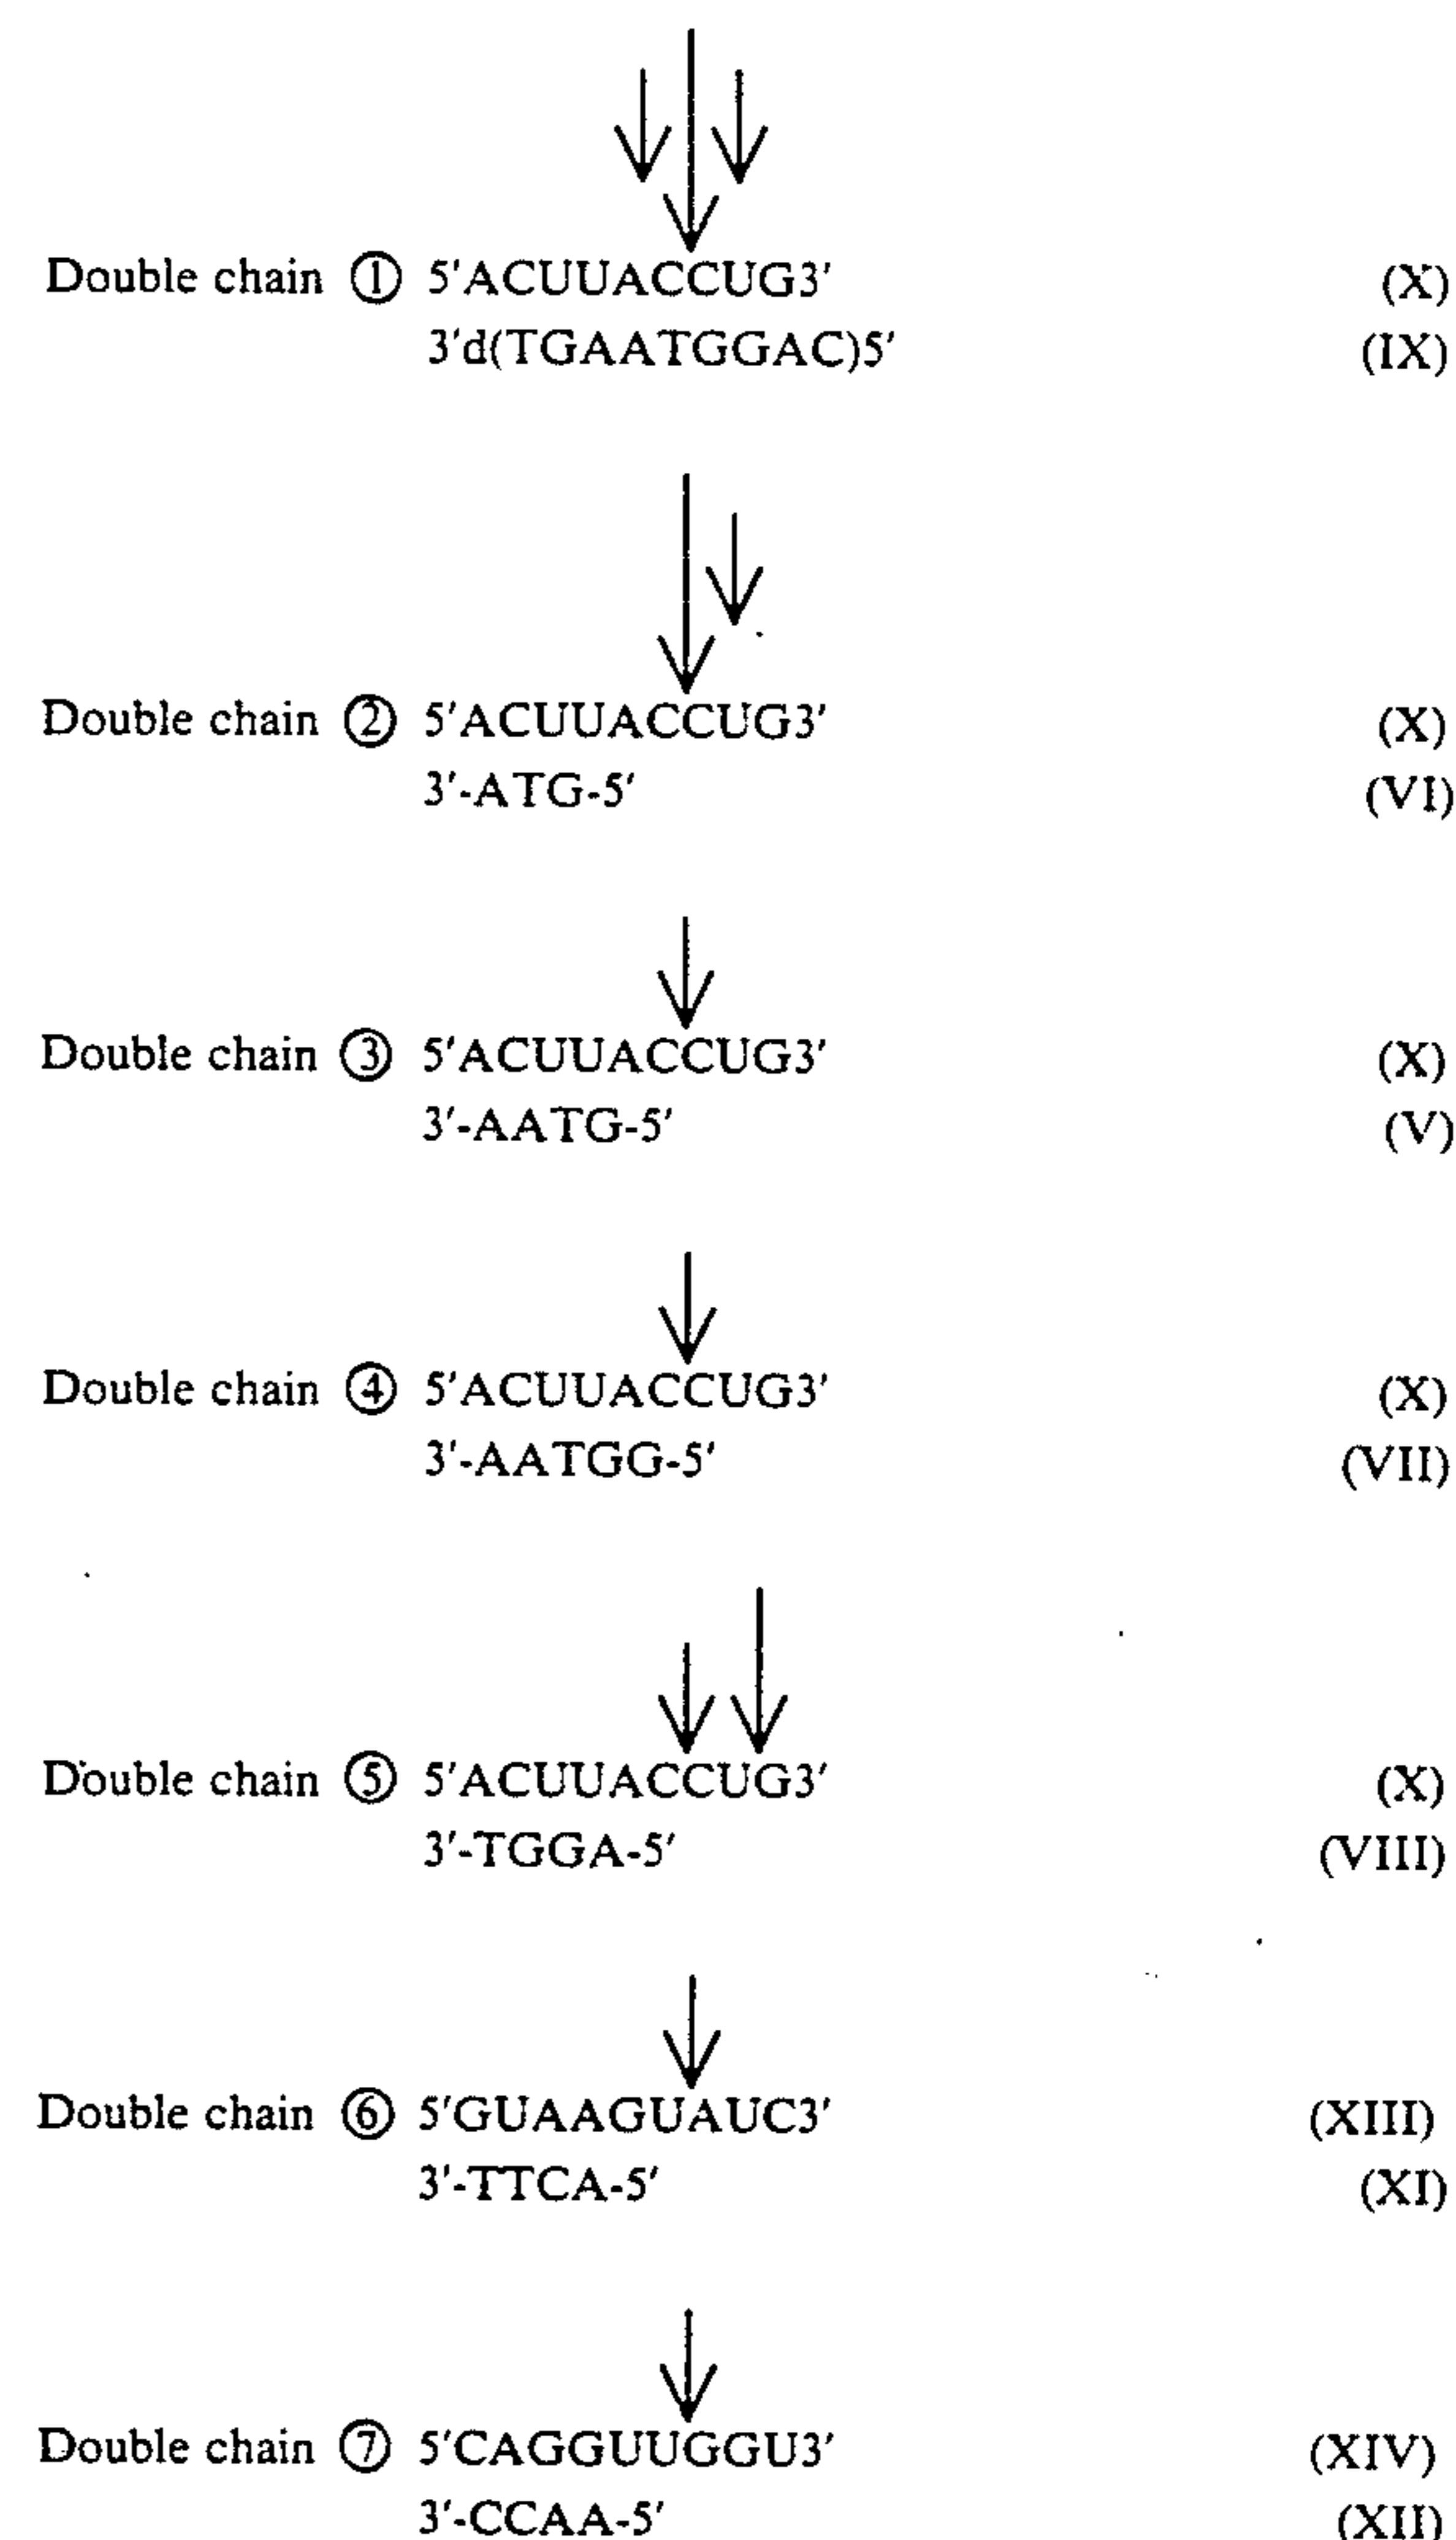 Double chain ① 5'ACUUACCUG3' (X)
3'd(TGAATGGAC)5' (IX)
Double chain ② 5'ACUUACCUG3' (X)
3'-ATG-5' (VI)
Double chain ③ 5'ACUUACCUG3' (X)
3'-AATG-5' (V)
Double chain ④ 5'ACUUACCUG3' (X)
3'-AATGG-5' (VII)
Double chain ⑤ 5'ACUUACCUG3' (X)
3'-TGGA-5' (VIII)
Double chain ⑥ 5'GUAAGUAUC3' (XIII)
3'-TTCA-5' (XI)
Double chain ⑦ 5'CAGGUUGGU3' (XIV)
3'-CCAA-5' (XII)